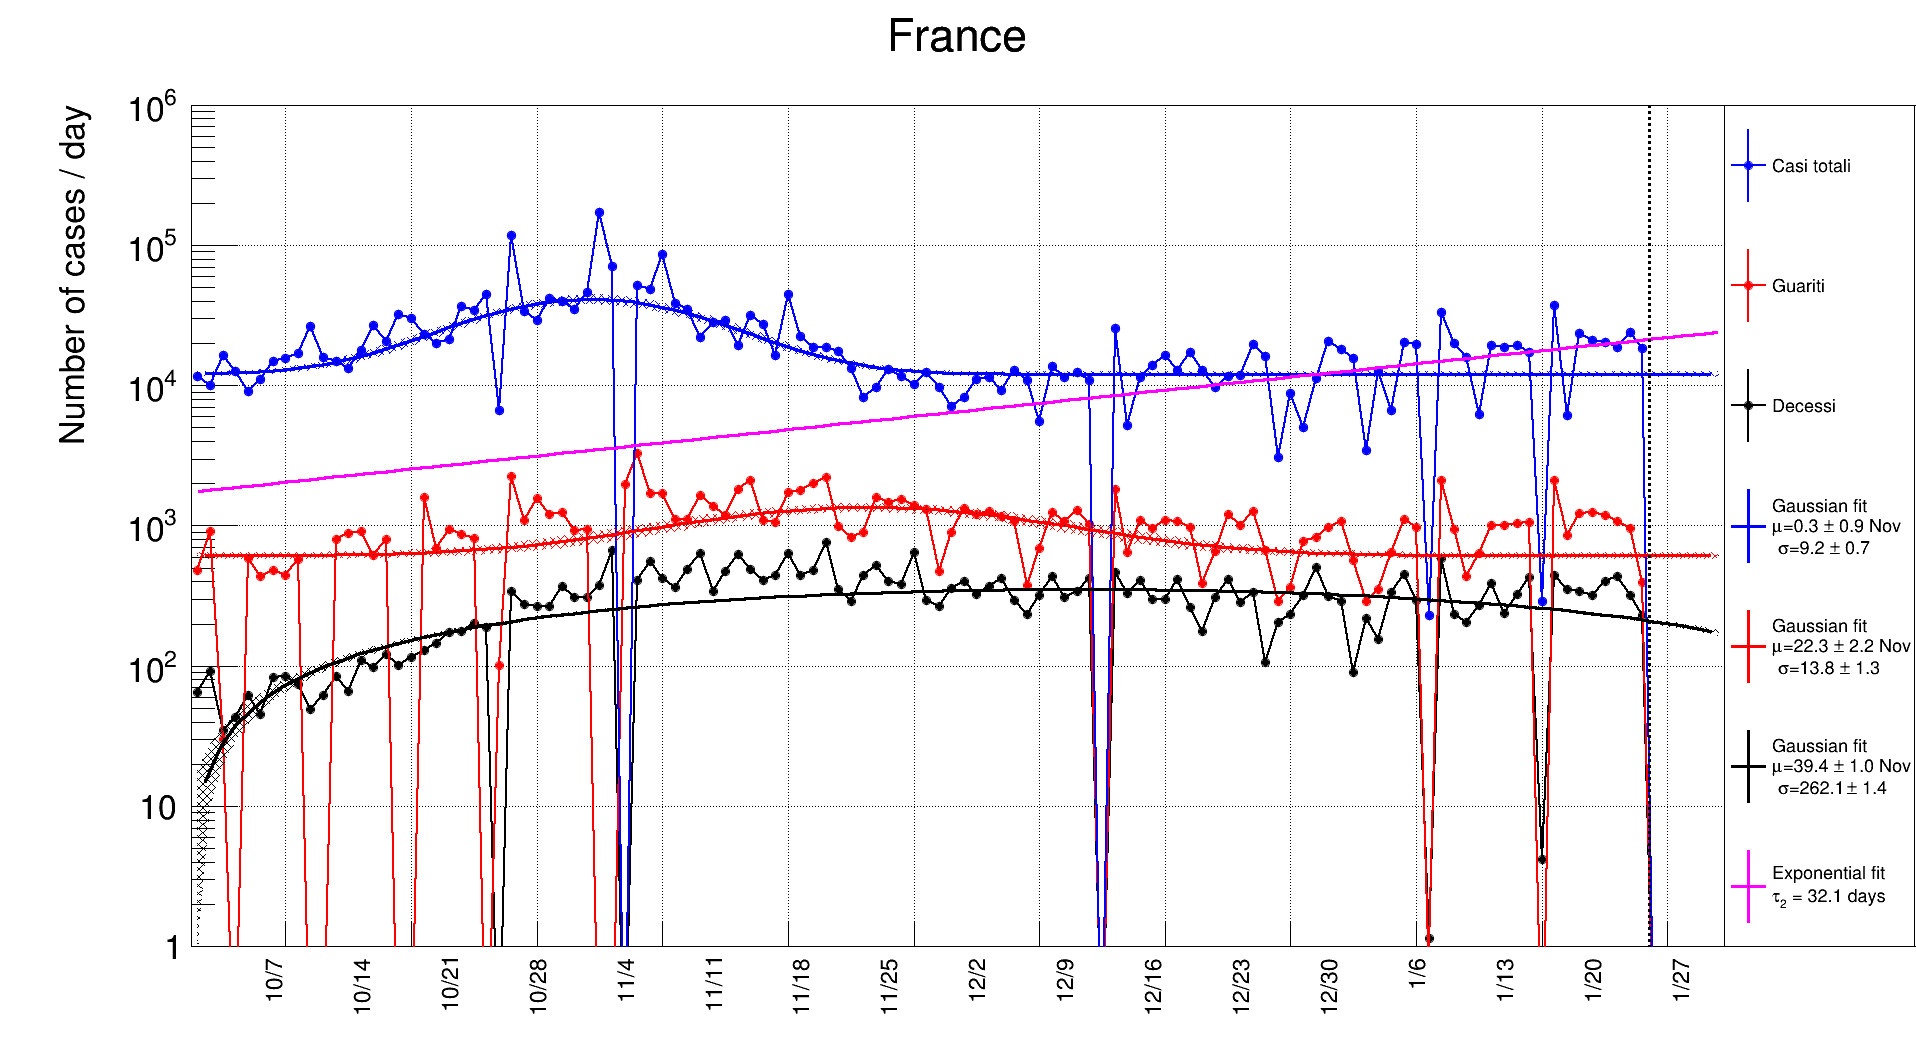 France
Number of cases / day
10^6
10^5
10^4
10^3
10^2
10
1
10/7 10/14 10/21 10/28 11/4 11/11 11/18 11/25 12/2 12/9 12/16 12/23 12/30 1/6 1/13 1/20 1/27
Casi totali
Guariti
Decessi
Gaussian fit
μ=0.3 ± 0.9 Nov
σ=9.2 ± 0.7
Gaussian fit
μ=22.3 ± 2.2 Nov
σ=13.8 ± 1.3
Gaussian fit
μ=39.4 ± 1.0 Nov
σ=262.1 ± 1.4
Exponential fit
τ₂ = 32.1 days